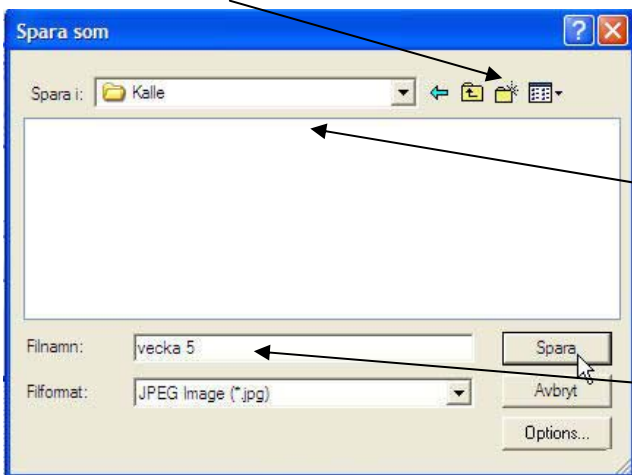 Spara som
Spara i: Kalle
Filnamn: vecka 5 Spara
Filformat: JPEG Image (*.jpg) Avbryt
Options...